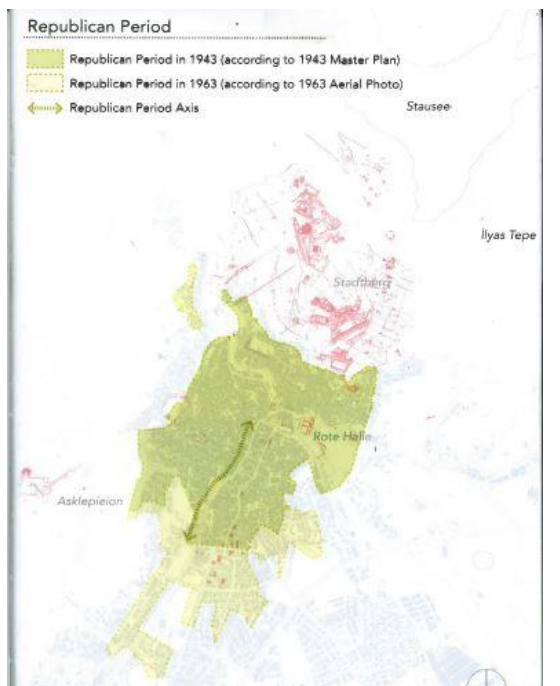 Republican Period
Republican Period in 1943 (according to 1943 Master Plan)
Republican Period in 1963 (according to 1963 Aerial Photo)
Republican Period Axis
Stausee
İlyas Tepe
Stadtberg
Rote Halle
Asklepieion